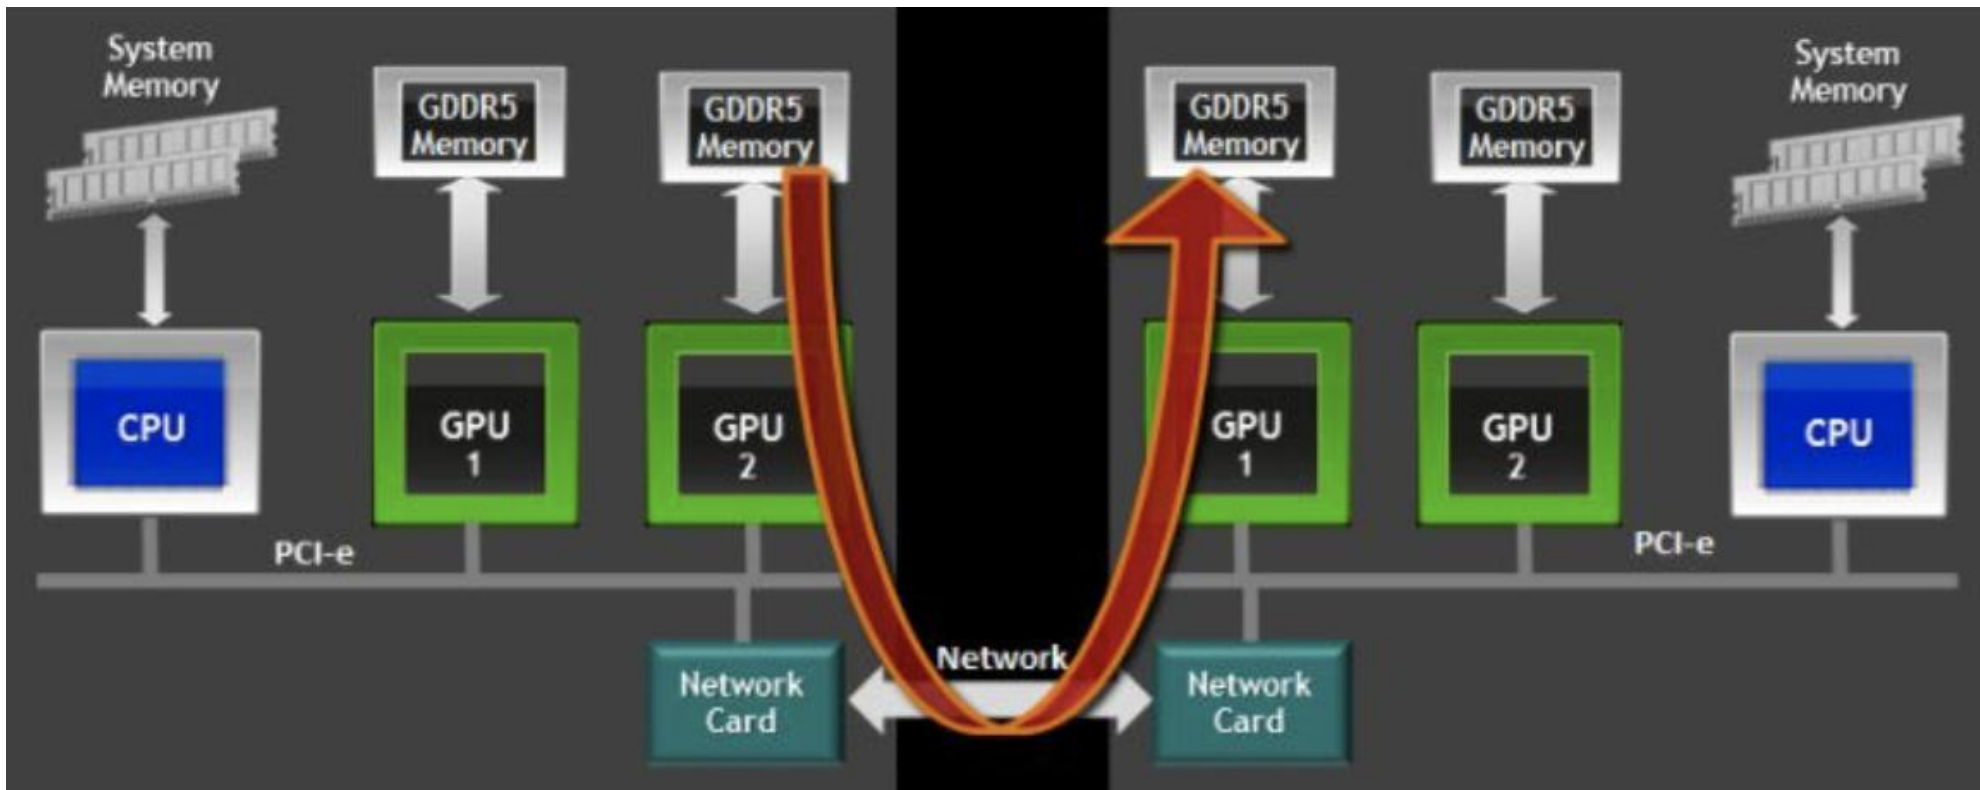 System
Memory
GDDR5
Memory
GDDR5
Memory
GDDR5
Memory
GDDR5
Memory
System
Memory
CPU
GPU
1
GPU
2
GPU
1
GPU
2
CPU
PCI-e
PCI-e
Network
Network
Card
Network
Card